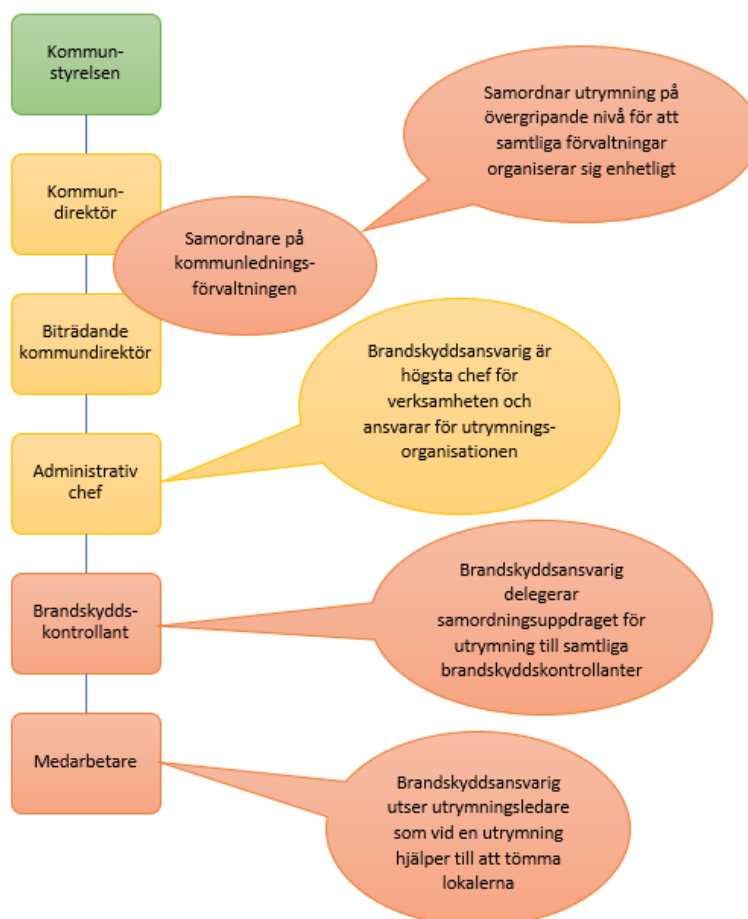 Kommun-
styrelsen
Samordnar utrymning på
övergripande nivå för att
samtliga förvaltningar
organiserar sig enhetligt
Kommun-
direktör
Samordnare på
kommunlednings-
förvaltningen
Biträdande
kommundirektör
Brandskyddsansvarig är
högsta chef för
verksamheten och
ansvarar för utrymnings-
organisationen
Administrativ
chef
Brandskyddsansvarig
delegerar
samordningsuppdraget för
utrymning till samtliga
brandskyddskontrollanter
Brandskydds-
kontrollant
Medarbetare
Brandskyddsansvarig
utser utrymningsledare
som vid en utrymning
hjälper till att tömma
lokalerna